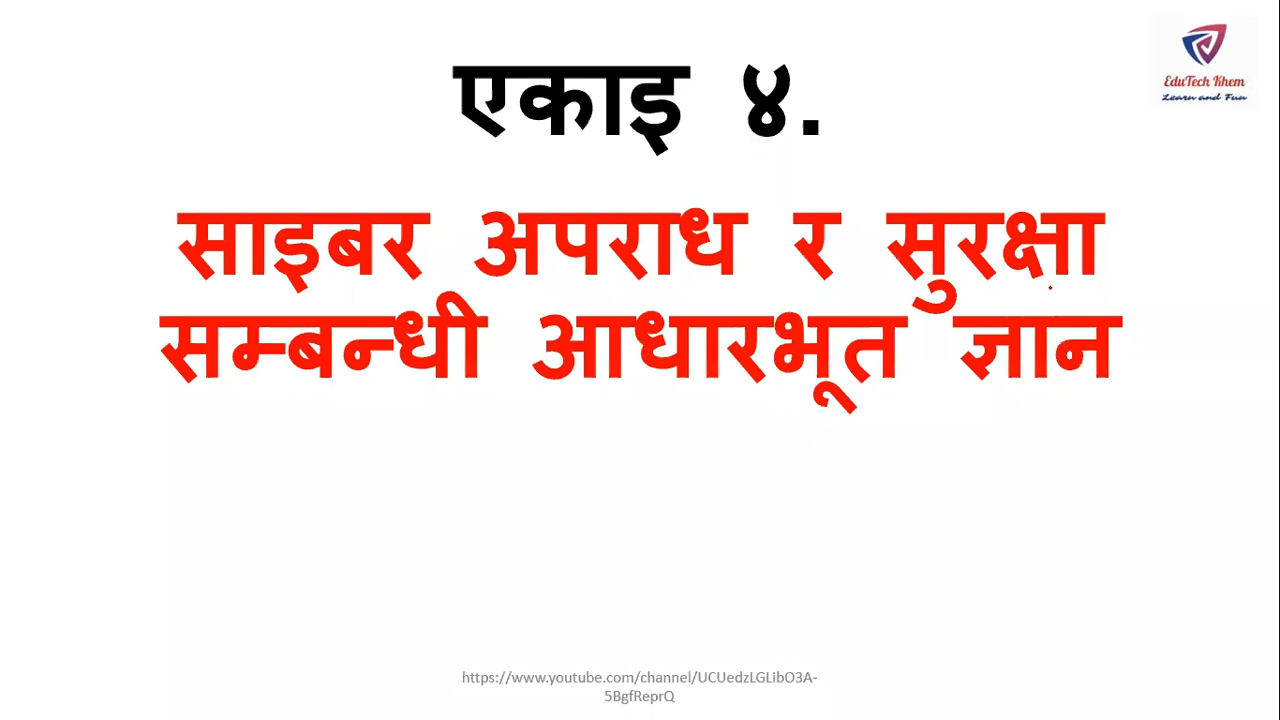 एकाइ ४.
EduTech Khem
Learn and Fun
साइबर अपराध र सुरक्षा
सम्बन्धी आधारभूत ज्ञान
https://www.youtube.com/channel/UCUedzLGLibO3A-
5BgfReprQ